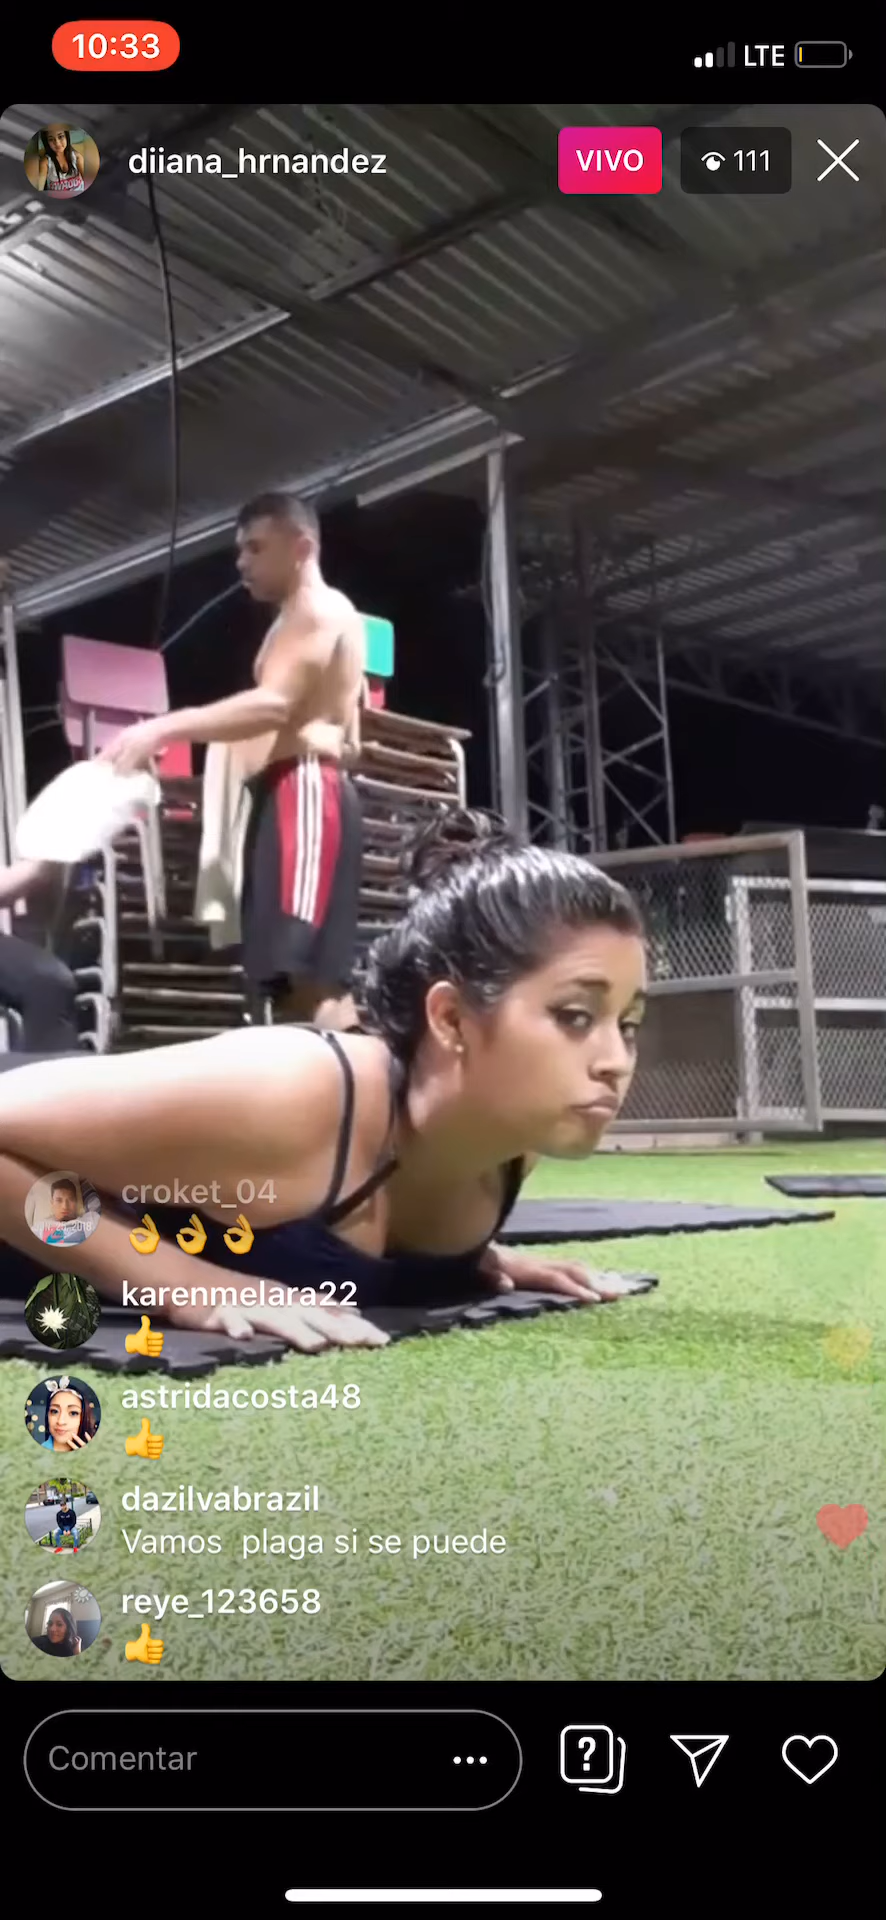 10:33
LTE
diiana_hrnandez
VIVO
111
croket_04
karenmelara22
astridacosta48
dazilvabrazil
Vamos  plaga si se puede
reye_123658
Comentar